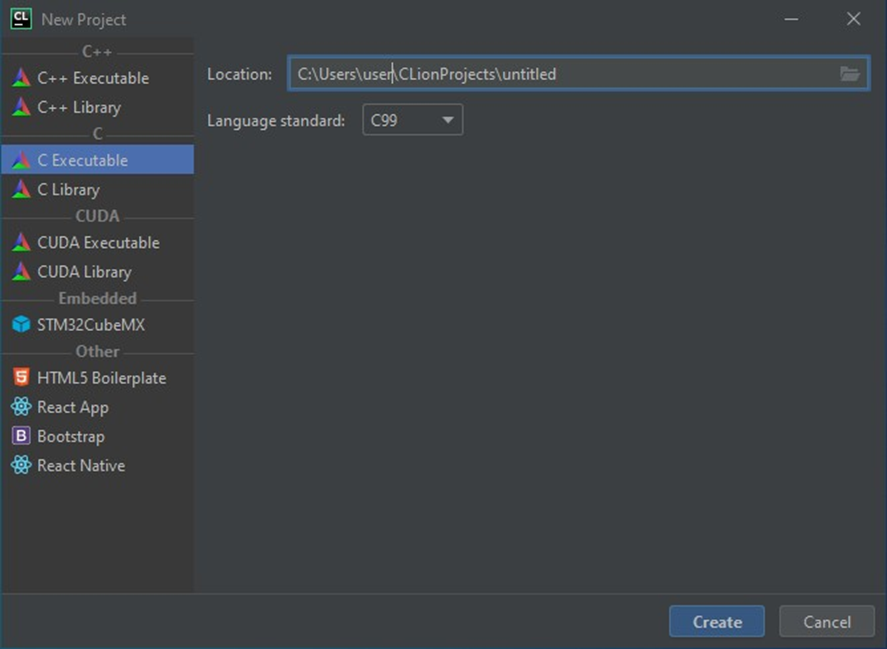 CL New Project
C++
C++ Executable
C++ Library
C
C Executable
C Library
CUDA
CUDA Executable
CUDA Library
Embedded
STM32CubeMX
Other
5 HTML5 Boilerplate
React App
B Bootstrap
React Native
Location: C:\Users\user\CLionProjects\untitled
Language standard: C99
Create Cancel